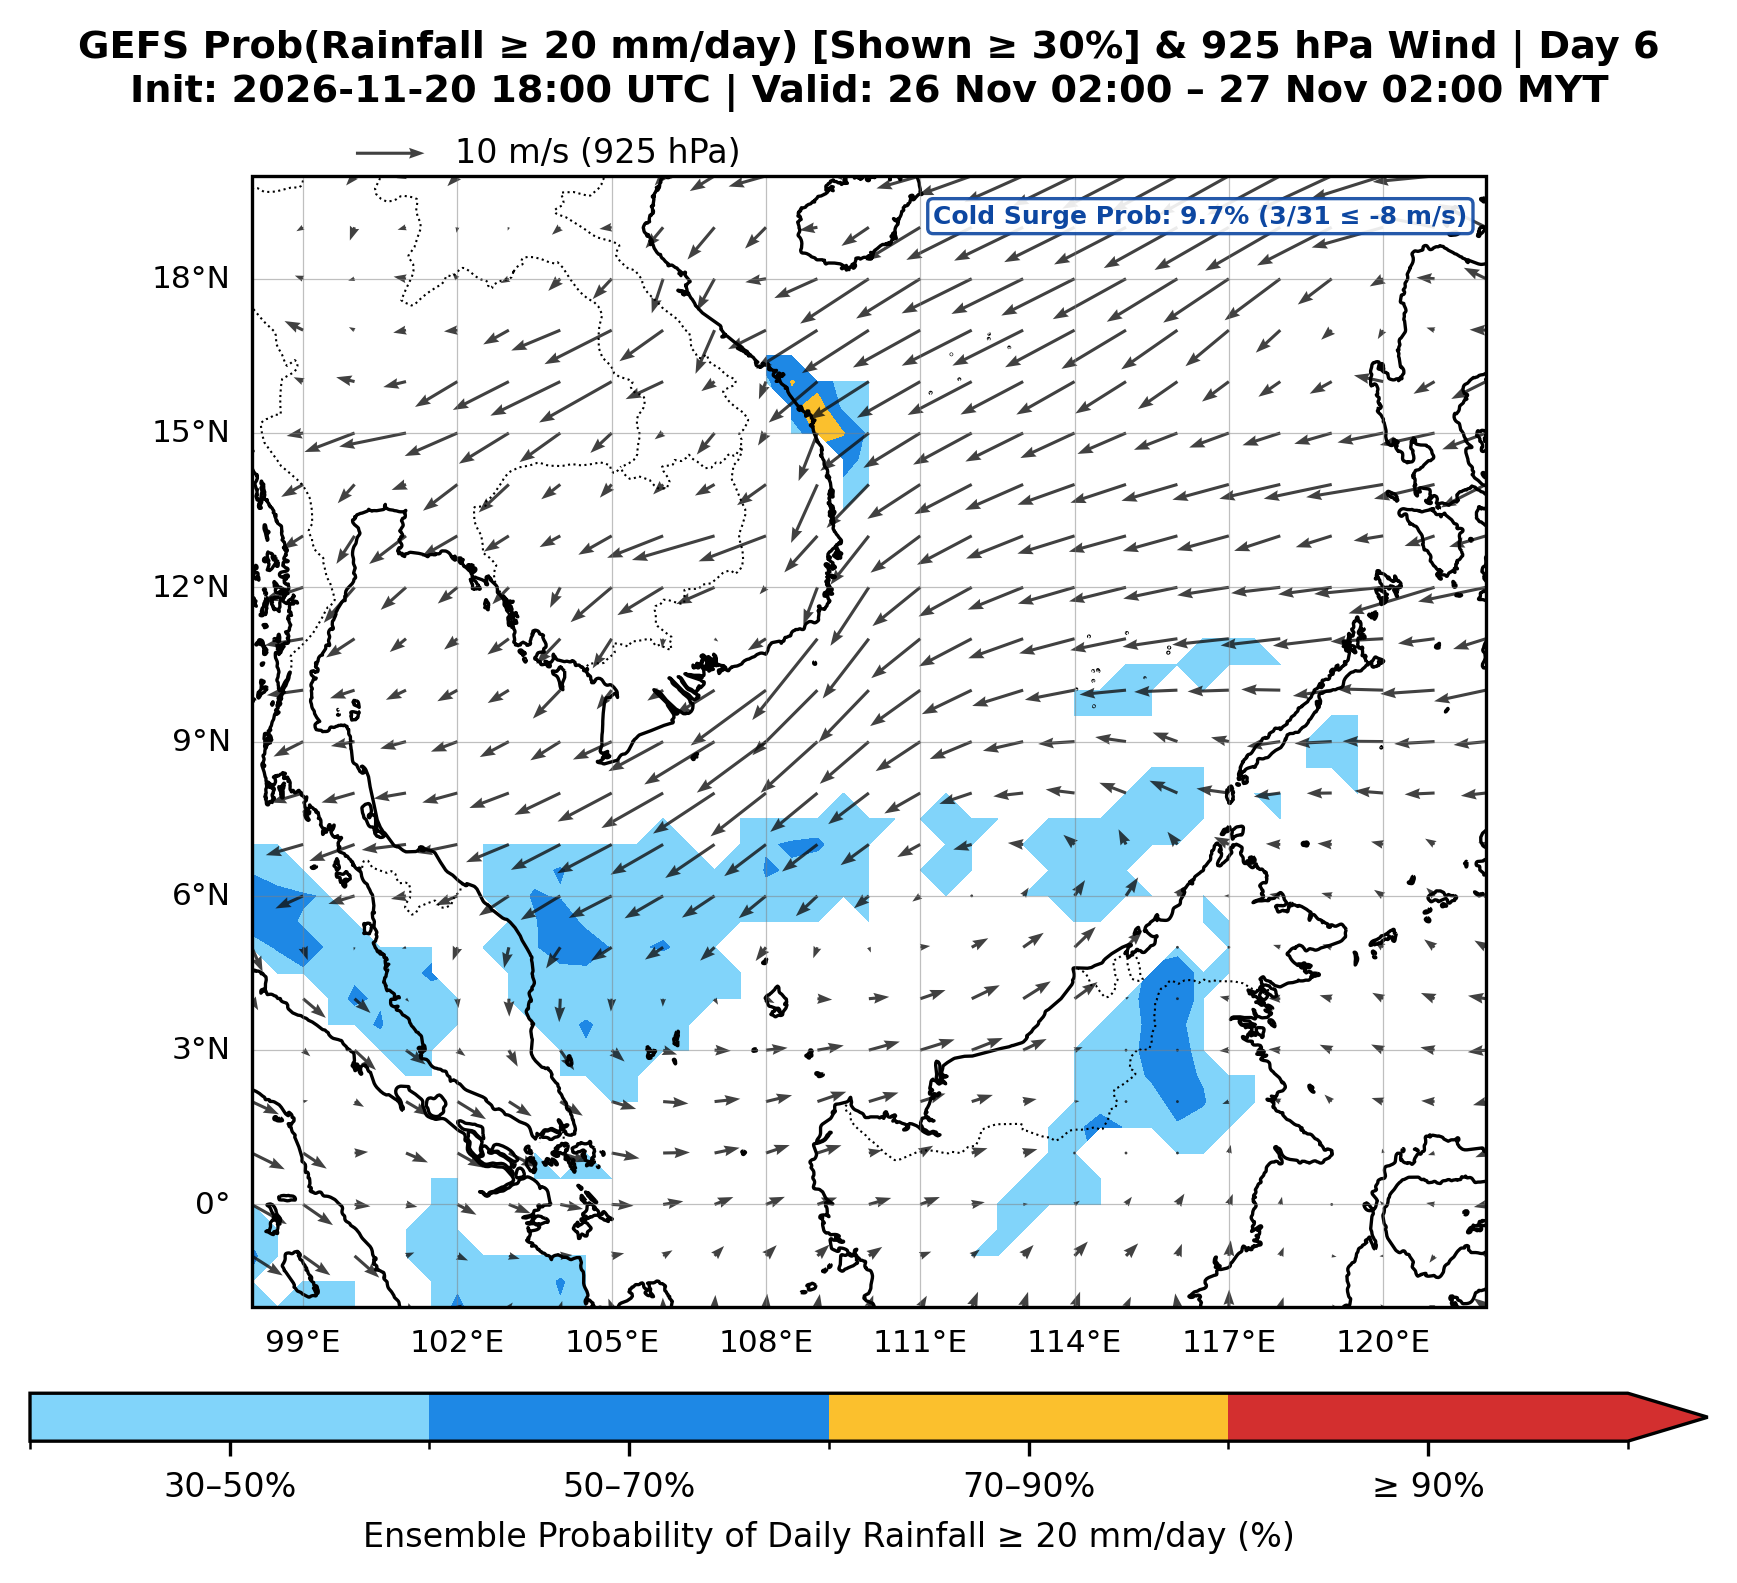 GEFS Prob(Rainfall ≥ 20 mm/day) [Shown ≥ 30%] & 925 hPa Wind | Day 6
Init: 2026-11-20 18:00 UTC | Valid: 26 Nov 02:00 – 27 Nov 02:00 MYT
10 m/s (925 hPa)
Cold Surge Prob: 9.7% (3/31 ≤ -8 m/s)
18°N
15°N
12°N
9°N
6°N
3°N
0°
99°E 102°E 105°E 108°E 111°E 114°E 117°E 120°E
30–50% 50–70% 70–90% ≥ 90%
Ensemble Probability of Daily Rainfall ≥ 20 mm/day (%)